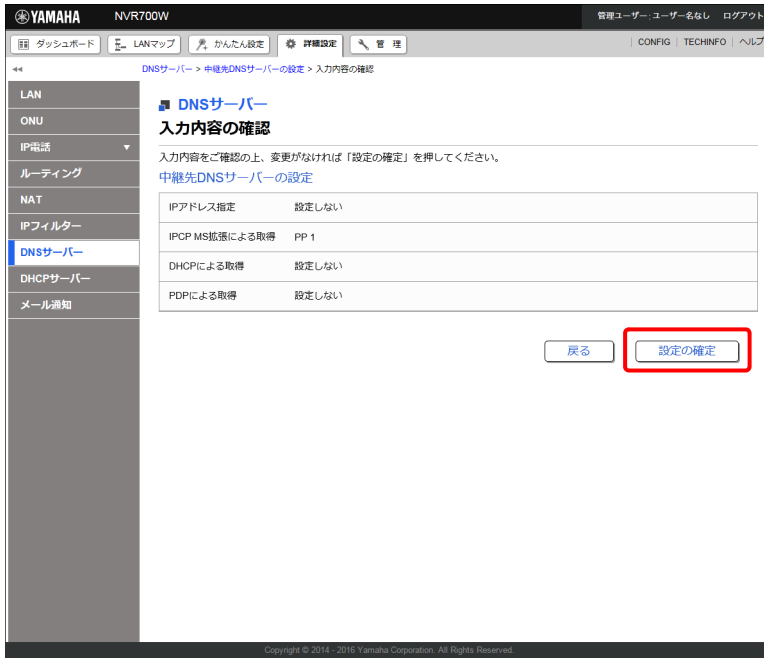 YAMAHA NVR700W 管理ユーザー:ユーザー名なし ログアウト
ダッシュボード LANマップ かんたん設定 詳細設定 管 理 CONFIG TECHINFO ヘルプ
DNSサーバー > 中継先DNSサーバーの設定 > 入力内容の確認
LAN
ONU
IP電話
ルーティング
NAT
IPフィルター
DNSサーバー
DHCPサーバー
メール通知
DNSサーバー
入力内容の確認
入力内容をご確認の上、変更がなければ「設定の確定」を押してください。
中継先DNSサーバーの設定
IPアドレス指定 設定しない
IPCP MS拡張による取得 PP 1
DHCPによる取得 設定しない
PDPによる取得 設定しない
戻る 設定の確定
Copyright © 2014 - 2016 Yamaha Corporation. All Rights Reserved.